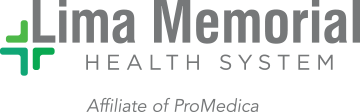 Lima Memorial
HEALTH SYSTEM
Affiliate of ProMedica